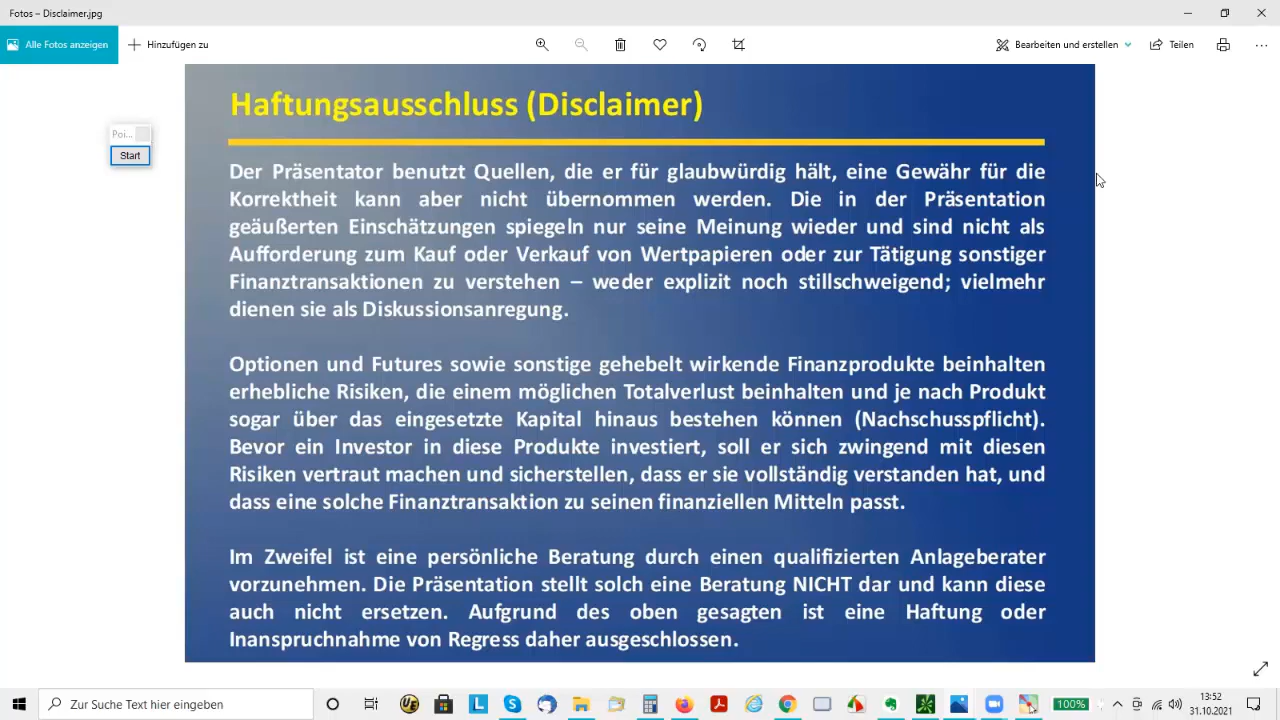 Fotos – Disclaimer.jpg
Alle Fotos anzeigen
Hinzufügen zu
Bearbeiten und erstellen
Teilen
Poi...
Start
Haftungsausschluss (Disclaimer)
Der Präsentator benutzt Quellen, die er für glaubwürdig hält, eine Gewähr für die
Korrektheit kann aber nicht übernommen werden. Die in der Präsentation
geäußerten Einschätzungen spiegeln nur seine Meinung wieder und sind nicht als
Aufforderung zum Kauf oder Verkauf von Wertpapieren oder zur Tätigung sonstiger
Finanztransaktionen zu verstehen – weder explizit noch stillschweigend; vielmehr
dienen sie als Diskussionsanregung.
Optionen und Futures sowie sonstige gehebelt wirkende Finanzprodukte beinhalten
erhebliche Risiken, die einem möglichen Totalverlust beinhalten und je nach Produkt
sogar über das eingesetzte Kapital hinaus bestehen können (Nachschusspflicht).
Bevor ein Investor in diese Produkte investiert, soll er sich zwingend mit diesen
Risiken vertraut machen und sicherstellen, dass er sie vollständig verstanden hat, und
dass eine solche Finanztransaktion zu seinen finanziellen Mitteln passt.
Im Zweifel ist eine persönliche Beratung durch einen qualifizierten Anlageberater
vorzunehmen. Die Präsentation stellt solch eine Beratung NICHT dar und kann diese
auch nicht ersetzen. Aufgrund des oben gesagten ist eine Haftung oder
Inanspruchnahme von Regress daher ausgeschlossen.
Zur Suche Text hier eingeben
100%
13:52
31.10.2021